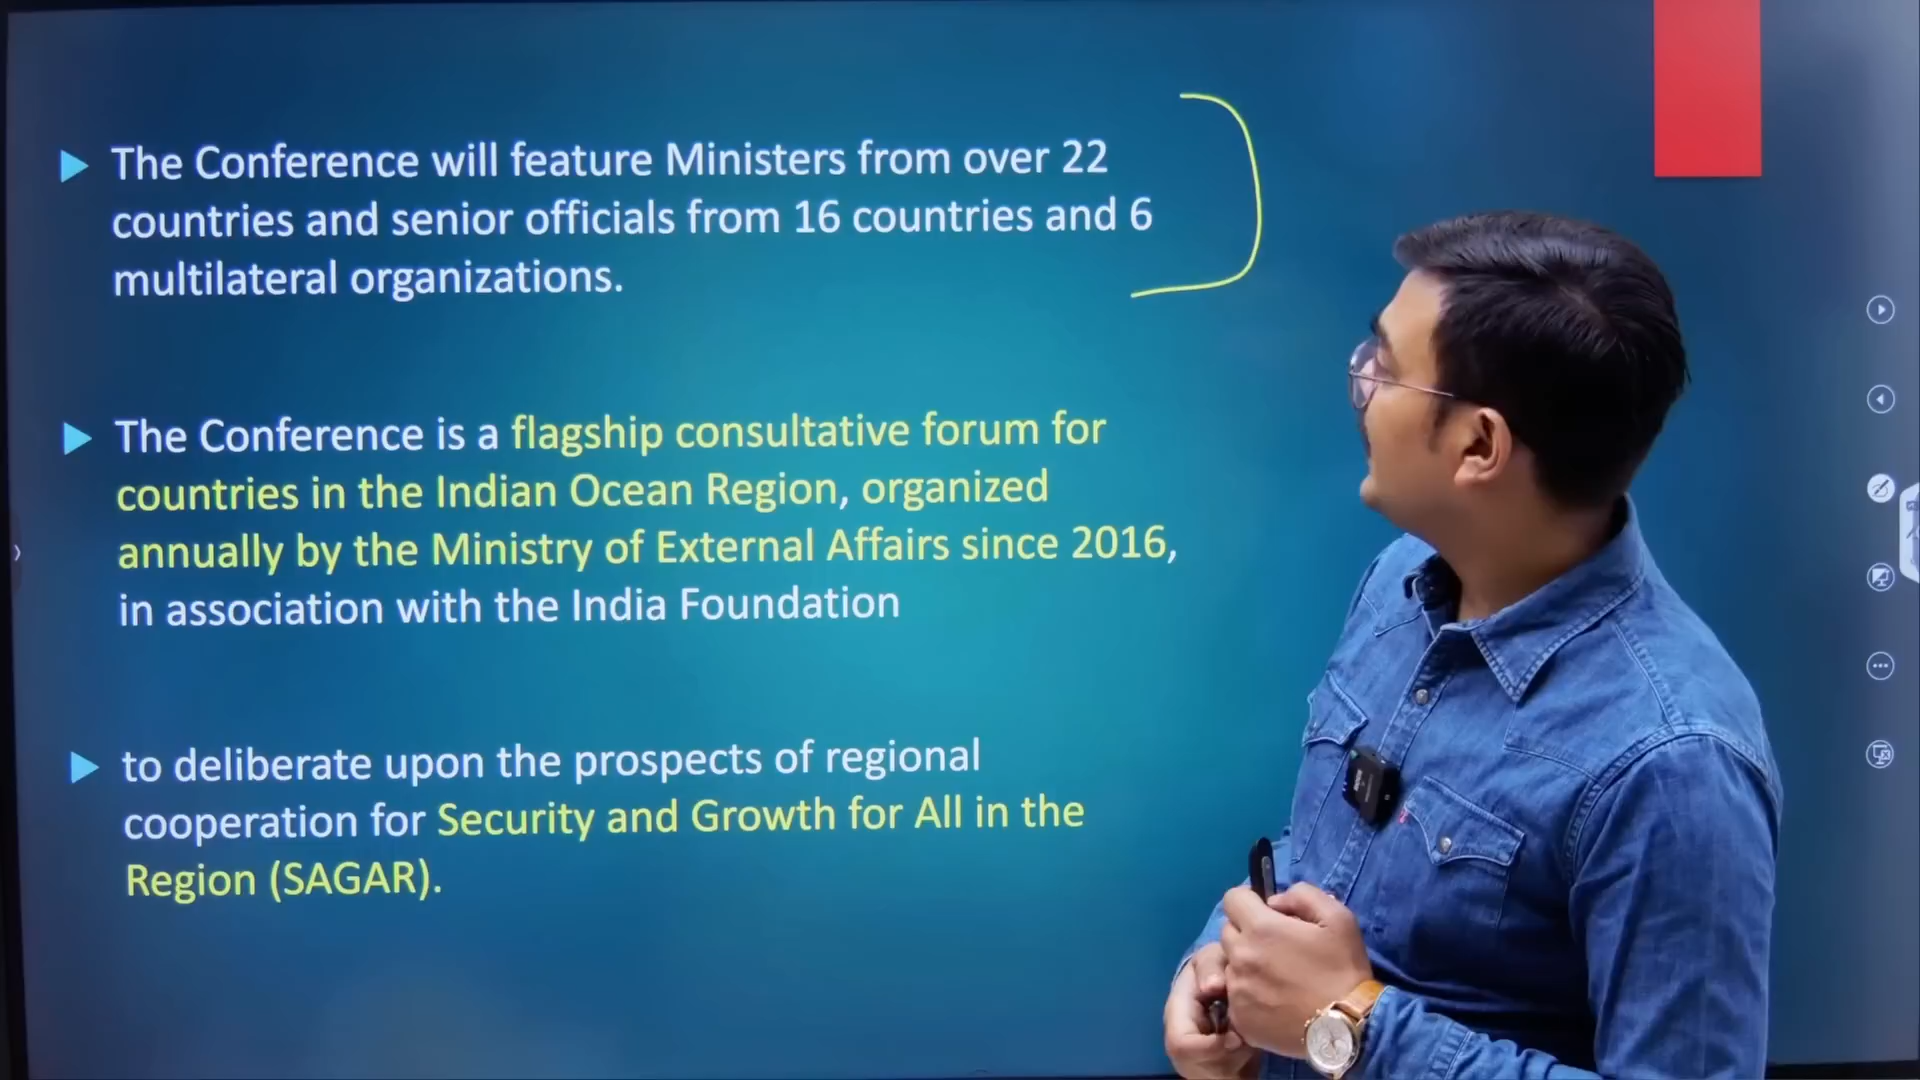 The Conference will feature Ministers from over 22
countries and senior officials from 16 countries and 6
multilateral organizations.
The Conference is a flagship consultative forum for
countries in the Indian Ocean Region, organized
annually by the Ministry of External Affairs since 2016,
in association with the India Foundation
to deliberate upon the prospects of regional
cooperation for Security and Growth for All in the
Region (SAGAR).